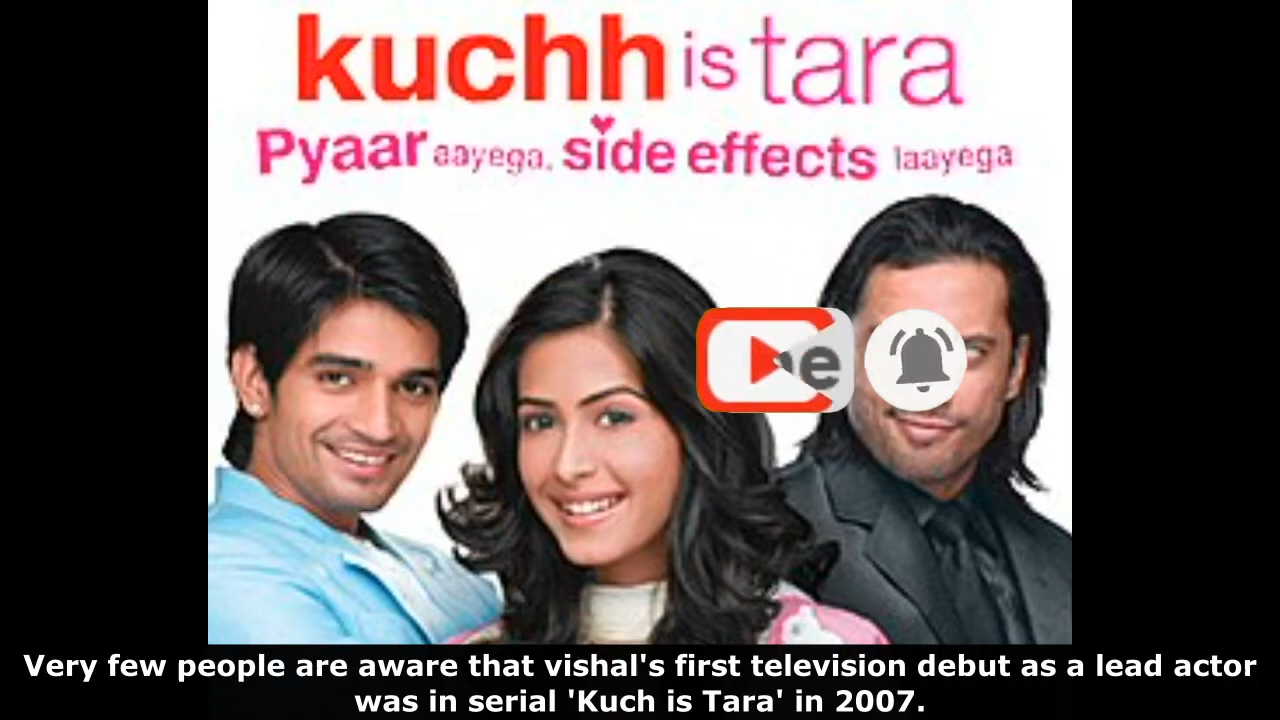 kuchh is tara
Pyaar aayega. side effects laayega
Very few people are aware that vishal's first television debut as a lead actor
was in serial 'Kuch is Tara' in 2007.